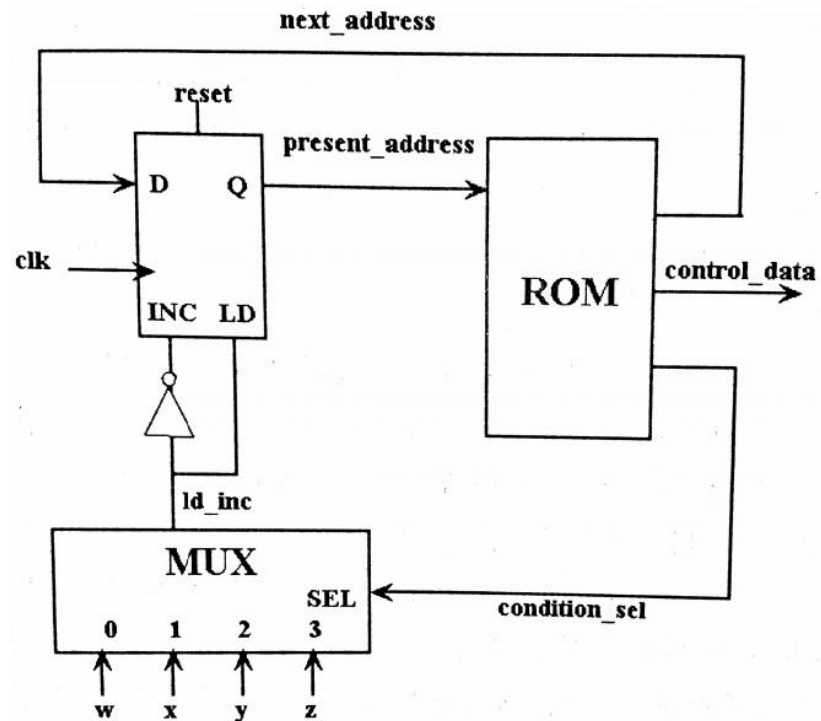 next_address
reset
present_address
D Q
clk
control_data
ROM
INC LD
ld_inc
MUX
SEL
condition_sel
0 1 2 3
w x y z